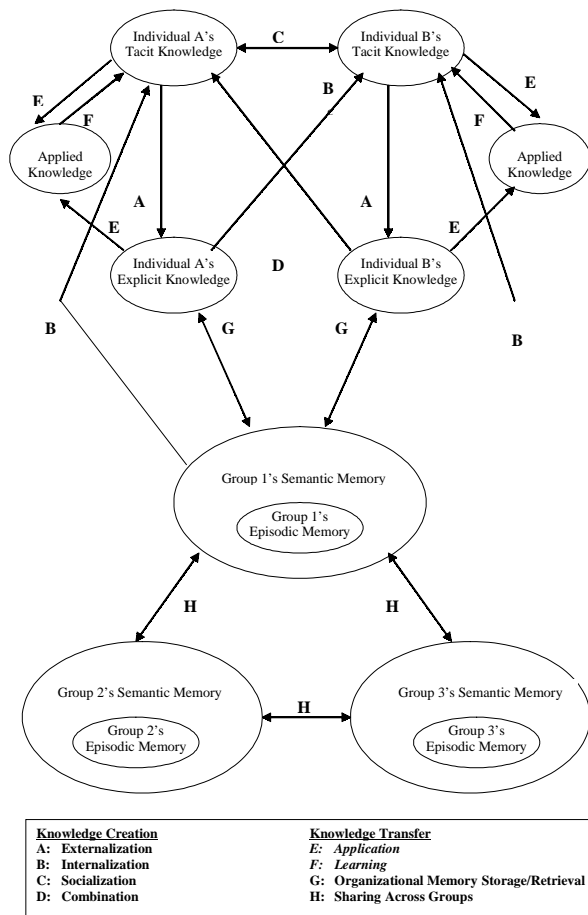 Individual A's
Tacit Knowledge
C
Individual B's
Tacit Knowledge
E
F
B
E
F
Applied
Knowledge
Applied
Knowledge
A
A
E
E
Individual A's
Explicit Knowledge
D
Individual B's
Explicit Knowledge
B
G
G
B
Group 1's Semantic Memory
Group 1's
Episodic Memory
H
H
Group 2's Semantic Memory
Group 3's Semantic Memory
H
Group 2's
Episodic Memory
Group 3's
Episodic Memory
Knowledge Creation
A: Externalization
B: Internalization
C: Socialization
D: Combination
Knowledge Transfer
E: Application
F: Learning
G: Organizational Memory Storage/Retrieval
H: Sharing Across Groups